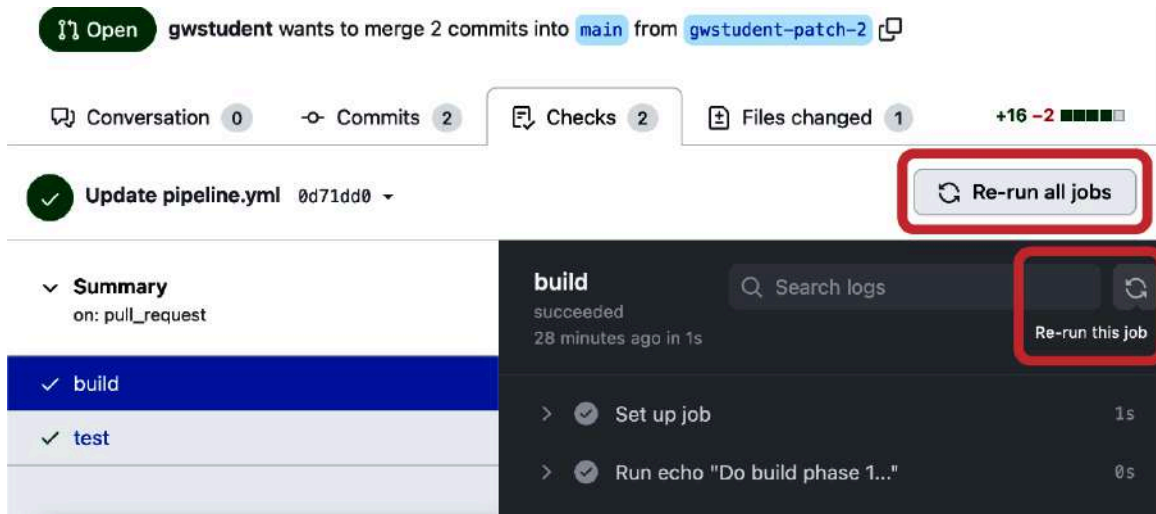 Open gwstudent wants to merge 2 commits into main from gwstudent-patch-2
Conversation 0 Commits 2 Checks 2 Files changed 1 +16 −2
Update pipeline.yml 0d71dd0 Re-run all jobs
Summary
on: pull_request
build
test
build
Search logs
succeeded
28 minutes ago in 1s
Re-run this job
Set up job 1s
Run echo "Do build phase 1..." 0s